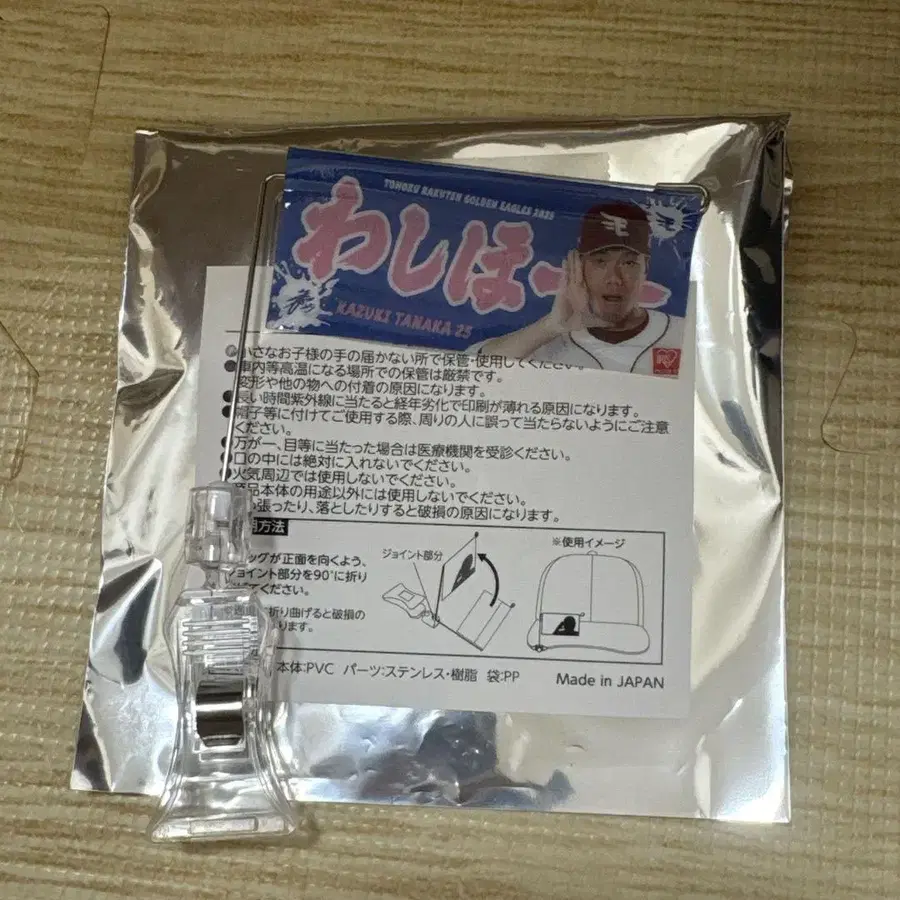 TOHOKU RAKUTEN GOLDEN EAGLES 2025
わしほー
KAZUKI TANAKA 25
小さなお子様の手の届かない所で保管・使用してください。
●車内等高温になる場所での保管は厳禁です。
変形や他の物への付着の原因になります。
●長い時間紫外線に当たると経年劣化で印刷が薄れる原因になります。
●帽子等に付けてご使用する際、周りの人に誤って当たらないようにご注意
ください。
●万が一、目等に当たった場合は医療機関を受診ください。
●口の中には絶対に入れないでください。
●火気周辺では使用しないでください。
品本体の用途以外には使用しないでください。
張ったり、落としたりすると破損の原因になります。
用方法
ッグが正面を向くよう、
ジョイント部分を90°に折り
てください。
折り曲げると破損の
ります。
ジョイント部分
※使用イメージ
本体:PVC パーツ:ステンレス・樹脂 袋:PP
Made in JAPAN